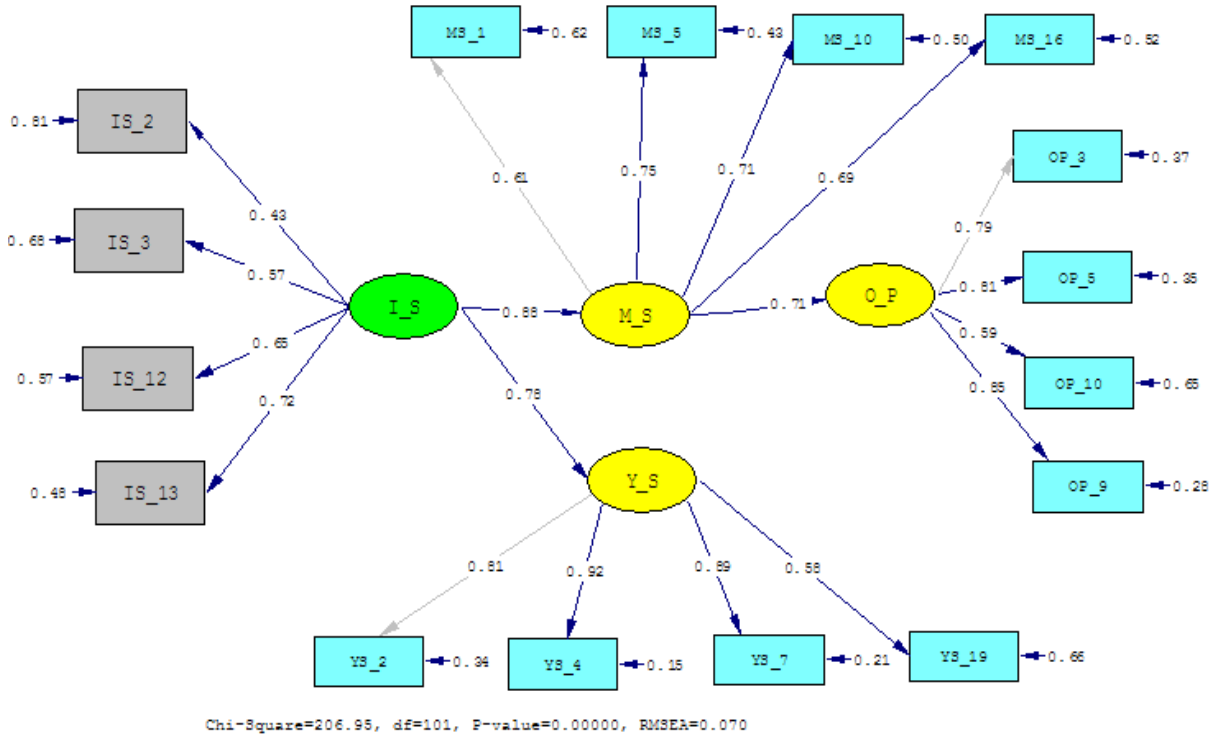 MS_1
0.62
MS_5
0.43
MS_10
0.50
MS_16
0.52
0.81
IS_2
OP_3
0.37
0.61
0.75
0.71
0.69
0.43
0.68
IS_3
0.79
0.57
OP_5
0.35
0.81
I_S
0.88
M_S
0.71
O_P
0.59
0.65
0.57
IS_12
OP_10
0.65
0.72
0.85
0.78
0.48
IS_13
Y_S
OP_9
0.28
0.81
0.92
0.89
0.58
YS_2
0.34
YS_4
0.15
YS_7
0.21
YS_19
0.66
Chi-Square=206.95, df=101, P-value=0.00000, RMSEA=0.070